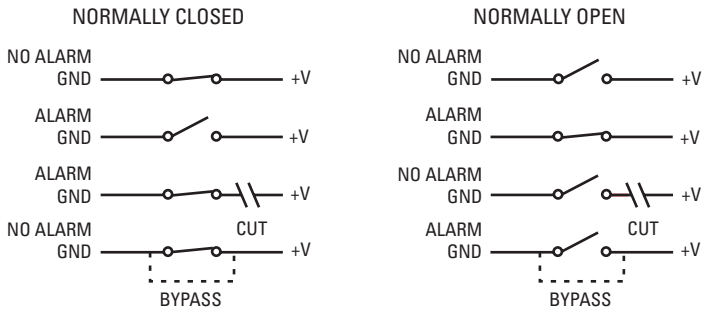 NORMALLY CLOSED
NO ALARM
GND +V
ALARM
GND +V
ALARM
GND +V
NO ALARM CUT
GND +V
BYPASS
NORMALLY OPEN
NO ALARM
GND +V
ALARM
GND +V
NO ALARM
GND +V
ALARM CUT
GND +V
BYPASS